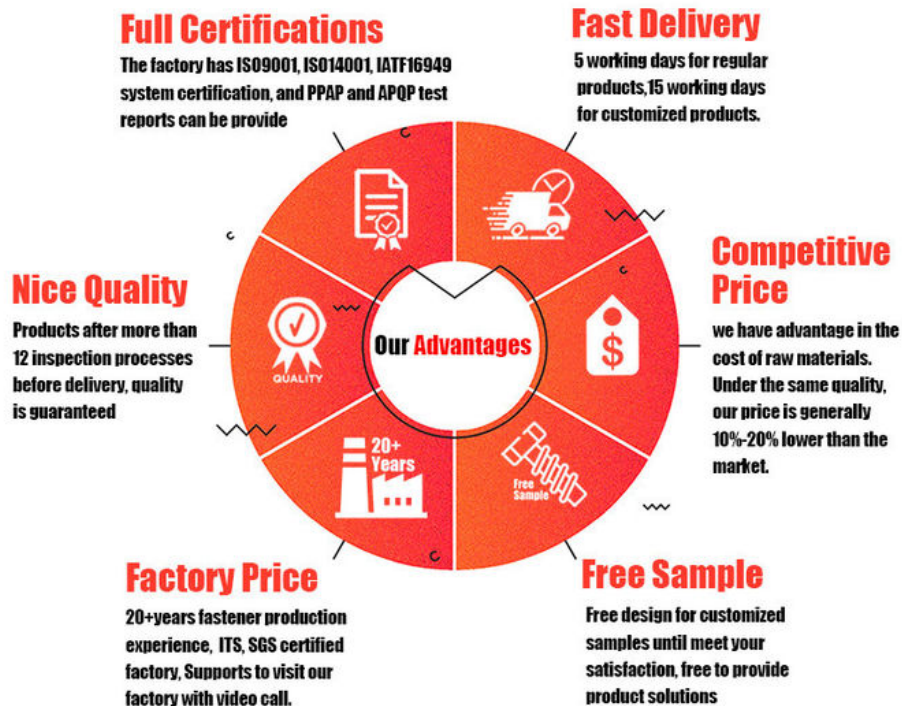 Full Certifications
The factory has ISO9001, ISO14001, IATF16949
system certification, and PPAP and APQP test
reports can be provide
Fast Delivery
5 working days for regular
products,15 working days
for customized products.
Nice Quality
Products after more than
12 inspection processes
before delivery, quality
is guaranteed
QUALITY
Our Advantages
$
Competitive
Price
we have advantage in the
cost of raw materials.
Under the same quality,
our price is generally
10%-20% lower than the
market.
20+
Years
Free
Sample
Factory Price
20+years fastener production
experience, ITS, SGS certified
factory, Supports to visit our
factory with video call.
Free Sample
Free design for customized
samples until meet your
satisfaction, free to provide
product solutions